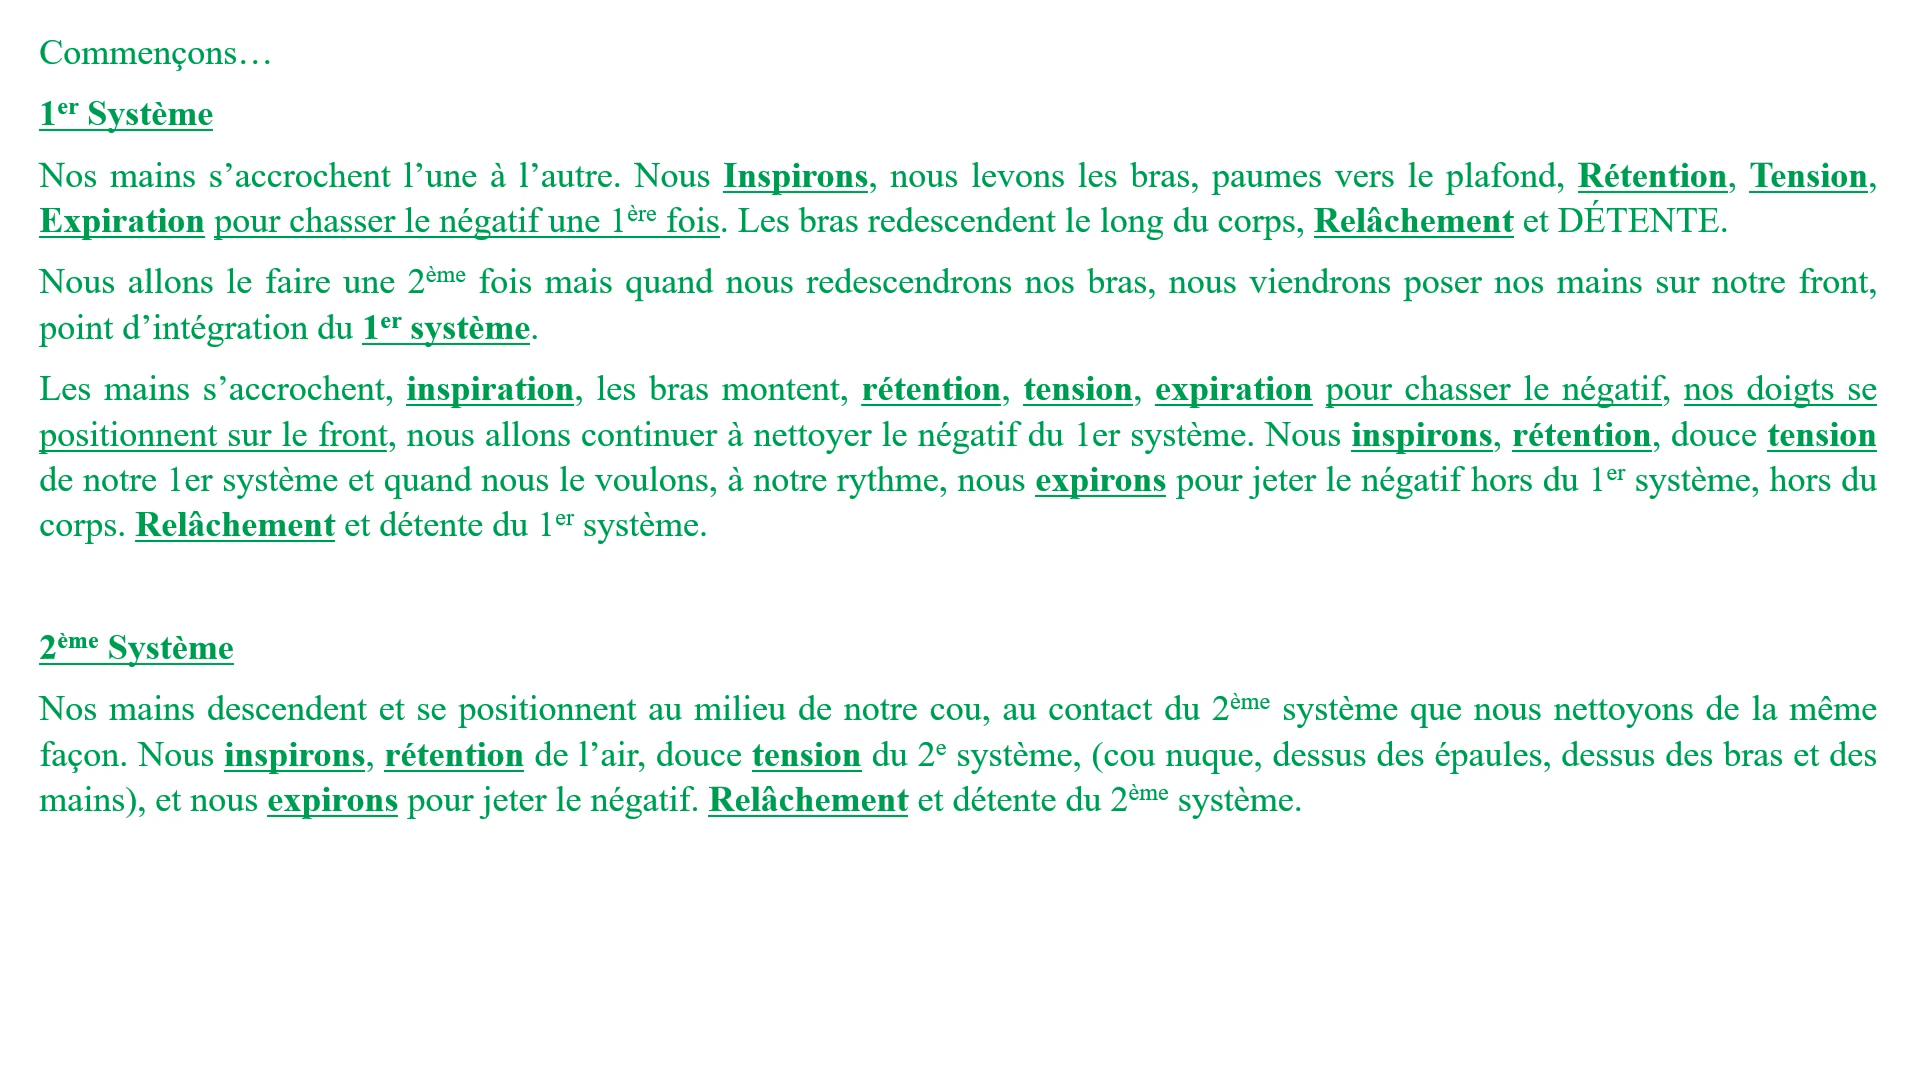 Commençons…
1er Système
Nos mains s’accrochent l’une à l’autre. Nous Inspirons, nous levons les bras, paumes vers le plafond, Rétention, Tension,
Expiration pour chasser le négatif une 1ère fois. Les bras redescendent le long du corps, Relâchement et DÉTENTE.
Nous allons le faire une 2ème fois mais quand nous redescendrons nos bras, nous viendrons poser nos mains sur notre front,
point d’intégration du 1er système.
Les mains s’accrochent, inspiration, les bras montent, rétention, tension, expiration pour chasser le négatif, nos doigts se
positionnent sur le front, nous allons continuer à nettoyer le négatif du 1er système. Nous inspirons, rétention, douce tension
de notre 1er système et quand nous le voulons, à notre rythme, nous expirons pour jeter le négatif hors du 1er système, hors du
corps. Relâchement et détente du 1er système.
2ème Système
Nos mains descendent et se positionnent au milieu de notre cou, au contact du 2ème système que nous nettoyons de la même
façon. Nous inspirons, rétention de l’air, douce tension du 2e système, (cou nuque, dessus des épaules, dessus des bras et des
mains), et nous expirons pour jeter le négatif. Relâchement et détente du 2ème système.